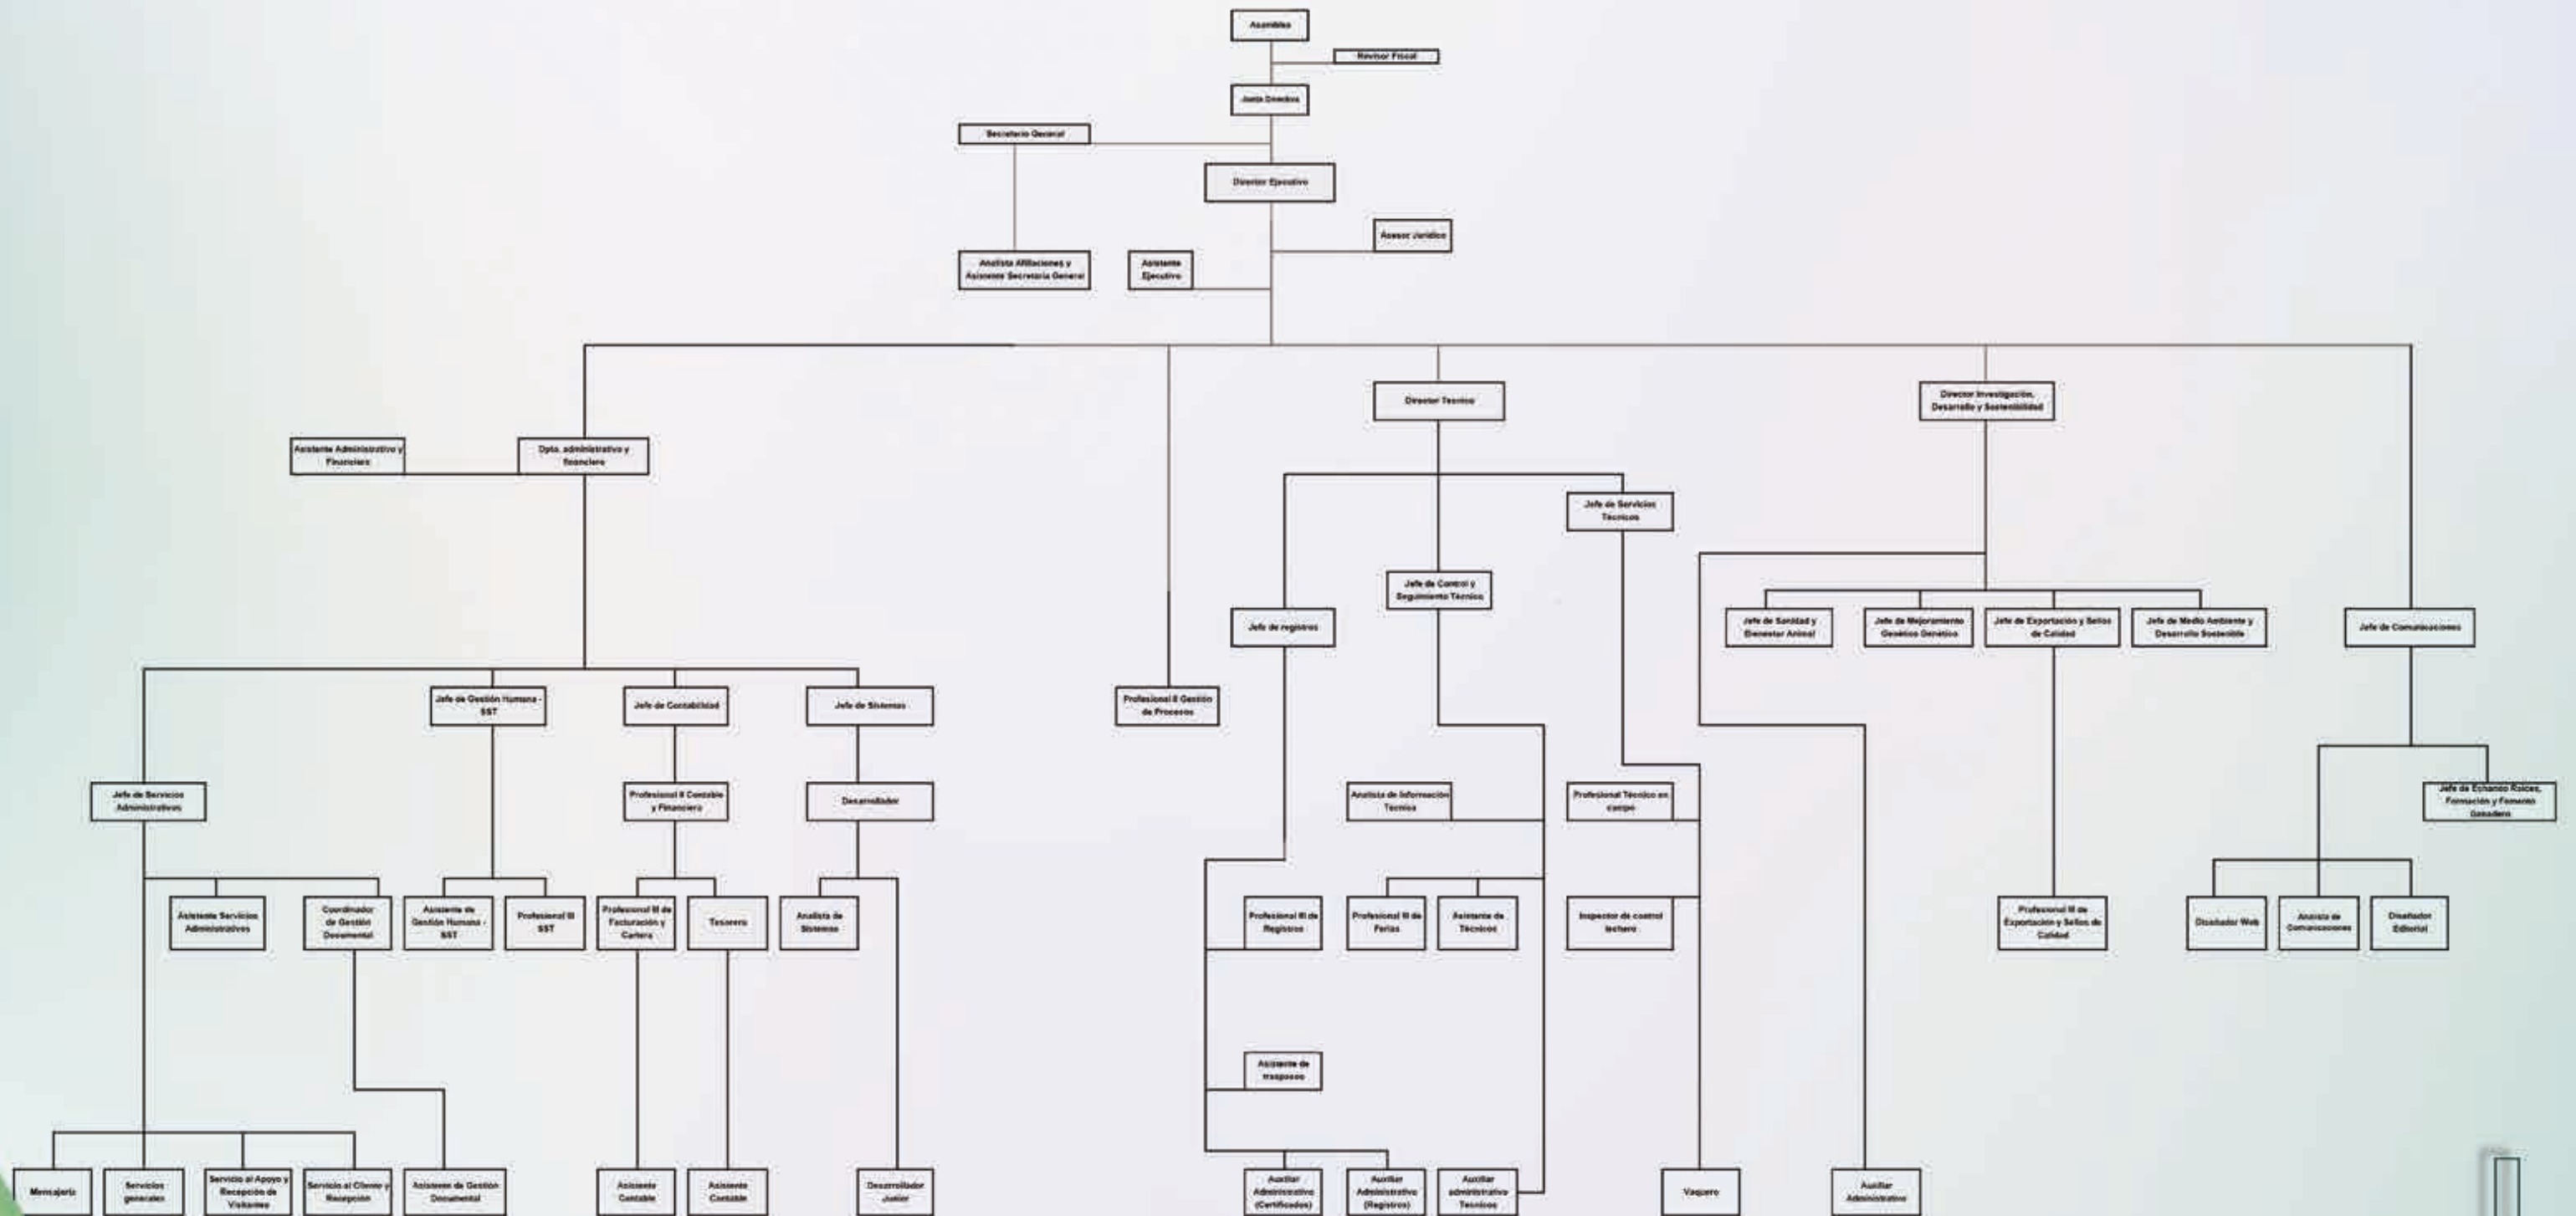 Asamblea
Revisor Fiscal
Junta Directiva
Secretario General
Director Ejecutivo
Asesor Jurídico
Analista Afiliaciones y
Asistente Secretaria General
Asistente
Ejecutivo
Director Tecnico
Director Investigación,
Desarrollo y Sostenibilidad
Asistente Administrativo y
Financiero
Dpto. administrativo y
financiero
Jefe de Servicios
Técnicos
Jefe de Control y
Seguimiento Técnico
Jefe de registros
Jefe de Sanidad y
Bienestar Animal
Jefe de Mejoramiento
Genético Genético
Jefe de Exportación y Sellos
de Calidad
Jefe de Medio Ambiente y
Desarrollo Sostenible
Jefe de Comunicaciones
Jefe de Gestión Humana -
SST
Jefe de Contabilidad
Jefe de Sistemas
Profesional II Gestión
de Procesos
Jefe de Servicios
Administrativos
Profesional II Contable
y Financiero
Desarrollador
Analista de Información
Técnica
Profesional Técnico en
campo
Jefe de Echando Raíces,
Formación y Fomento
Ganadero
Asistente Servicios
Administrativos
Coordinador
de Gestión
Documental
Asistente de
Gestión Humana -
SST
Profesional III
SST
Profesional III de
Facturación y
Cartera
Tesorero
Analista de
Sistemas
Profesional III de
Registros
Profesional III de
Ferias
Asistente de
Técnicos
Inspector de control
lechero
Profesional III de
Exportación y Sellos de
Calidad
Diseñador Web
Analista de
Comunicaciones
Diseñador
Editorial
Asistente de
traspasos
Mensajería
Servicios
generales
Servicio al Apoyo y
Recepción de
Visitantes
Servicio al Cliente y
Recepción
Asistente de Gestión
Documental
Asistente
Contable
Asistente
Contable
Desarrollador
Junior
Auxiliar
Administrativo
(Certificados)
Auxiliar
Administrativo
(Registros)
Auxiliar
administrativo
Tecnicos
Vaquero
Auxiliar
Administrativo